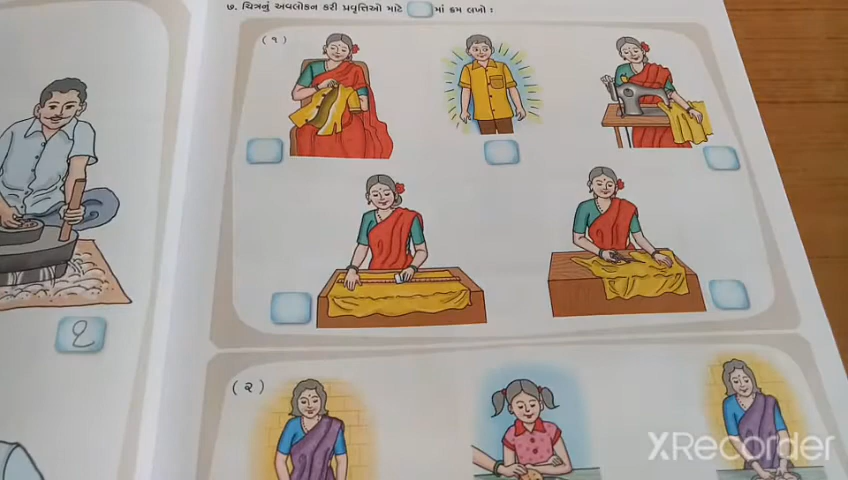 ૭. ચિત્રનું અવલોકન કરી પ્રવૃત્તિઓ માટે માં ક્રમ લખો :
(૧)
૨
(૨)
XRecorder